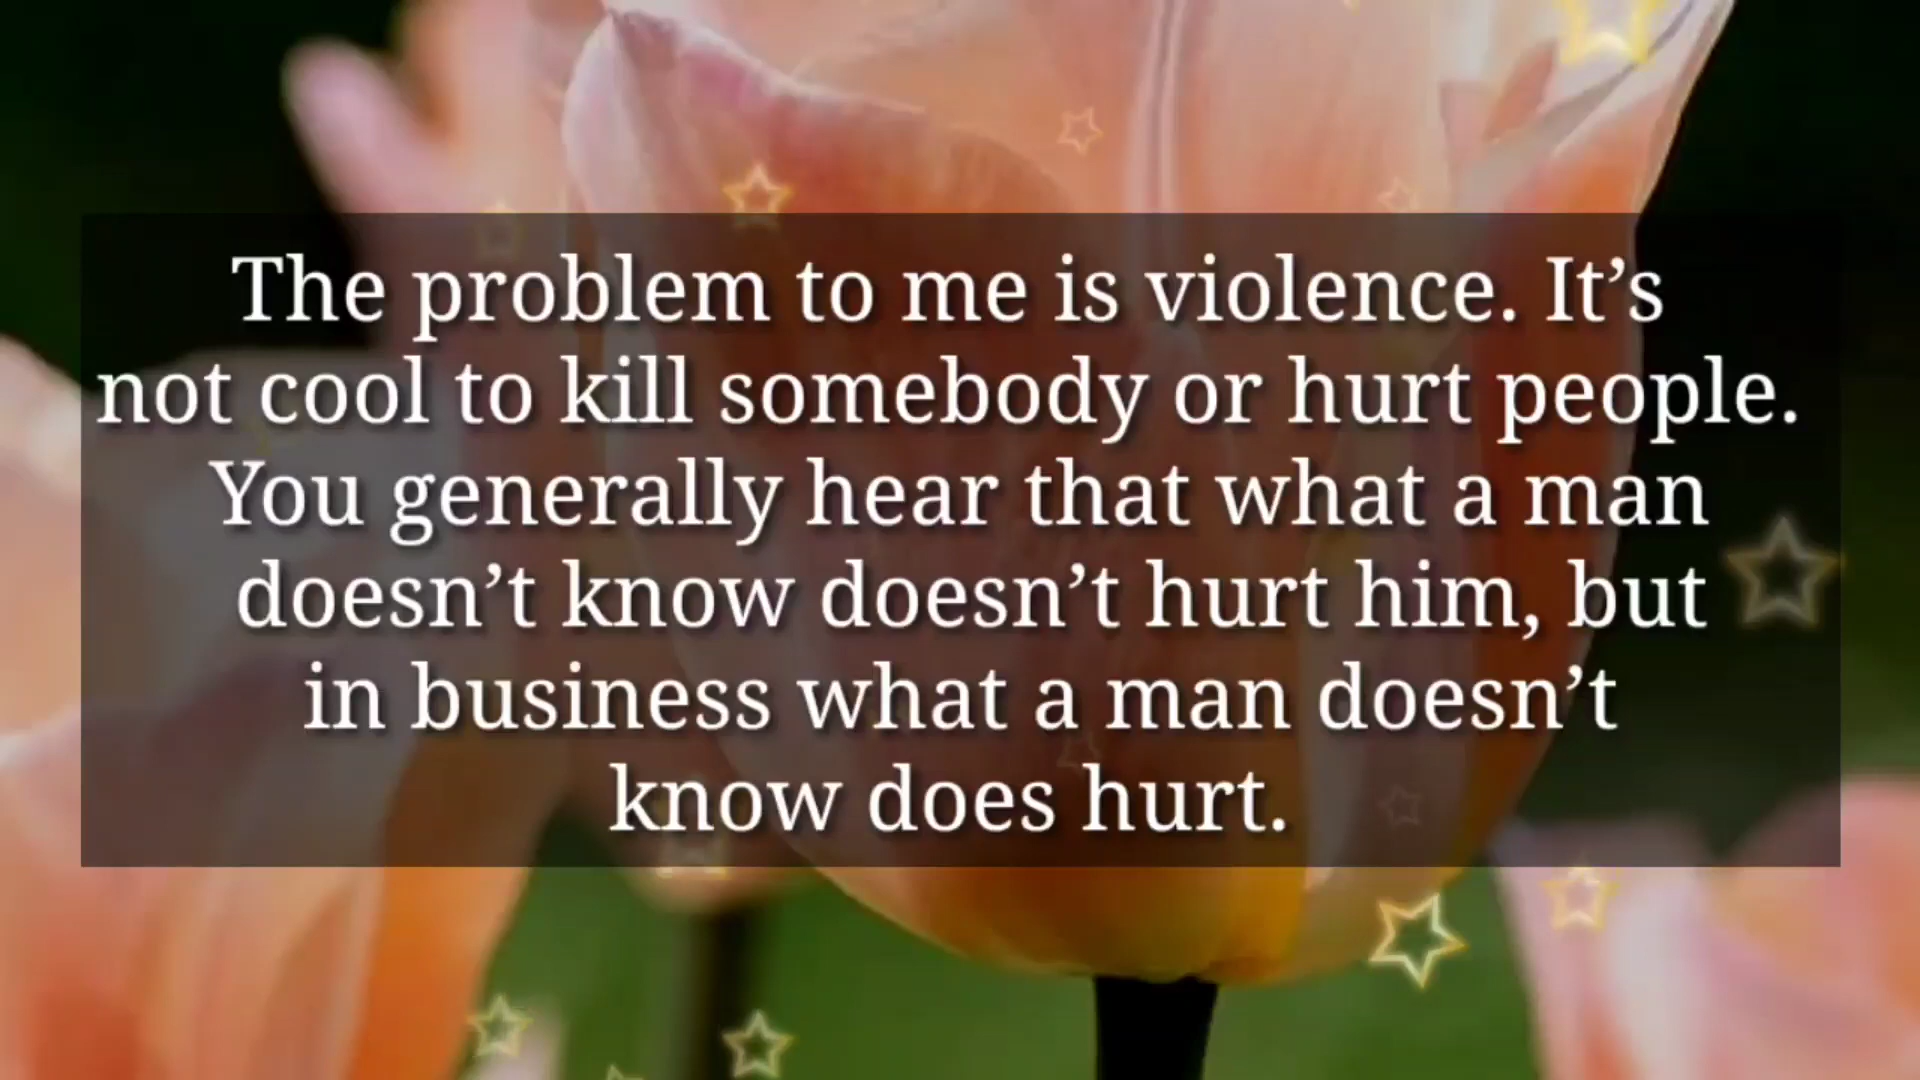 The problem to me is violence. It’s
not cool to kill somebody or hurt people.
You generally hear that what a man
doesn’t know doesn’t hurt him, but
in business what a man doesn’t
know does hurt.